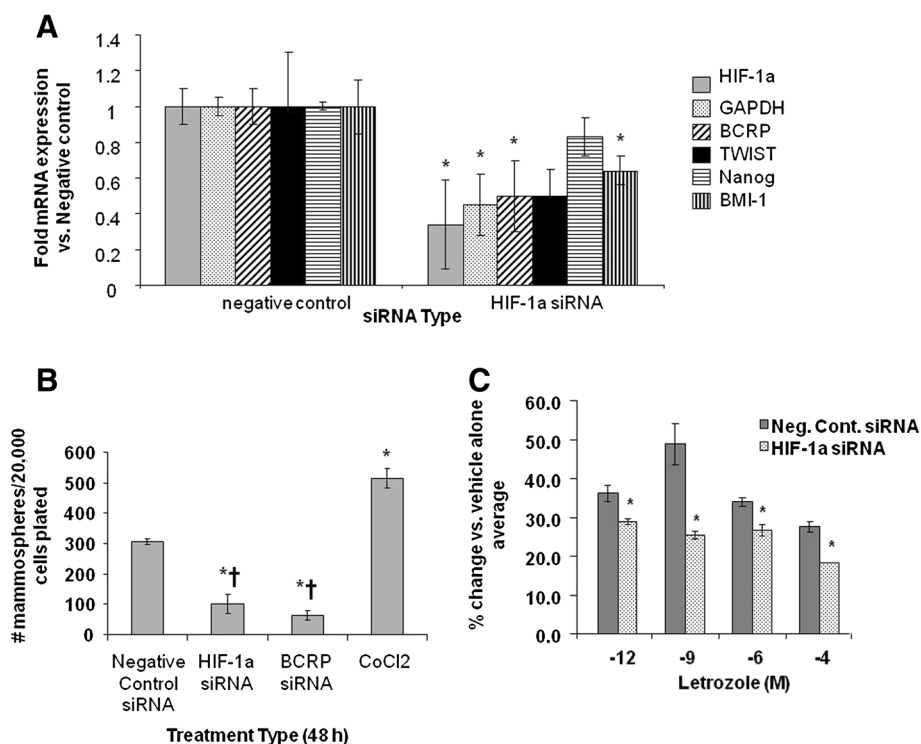 A
1.4
1.2
1
0.8
0.6
0.4
0.2
0
Fold mRNA expression
vs. Negative control
* * * *
negative control
HIF-1a siRNA
siRNA Type
HIF-1a
GAPDH
BCRP
TWIST
Nanog
BMI-1
B
600
500
400
300
200
100
0
# mammospheres/20,000
cells plated
*† *† *
Negative
Control
siRNA
HIF-1a
siRNA
BCRP
siRNA
CoCl2
Treatment Type (48 h)
C
60.0
50.0
40.0
30.0
20.0
10.0
0.0
% change vs. vehicle alone
average
* * * *
Neg. Cont. siRNA
HIF-1a siRNA
-12 -9 -6 -4
Letrozole (M)